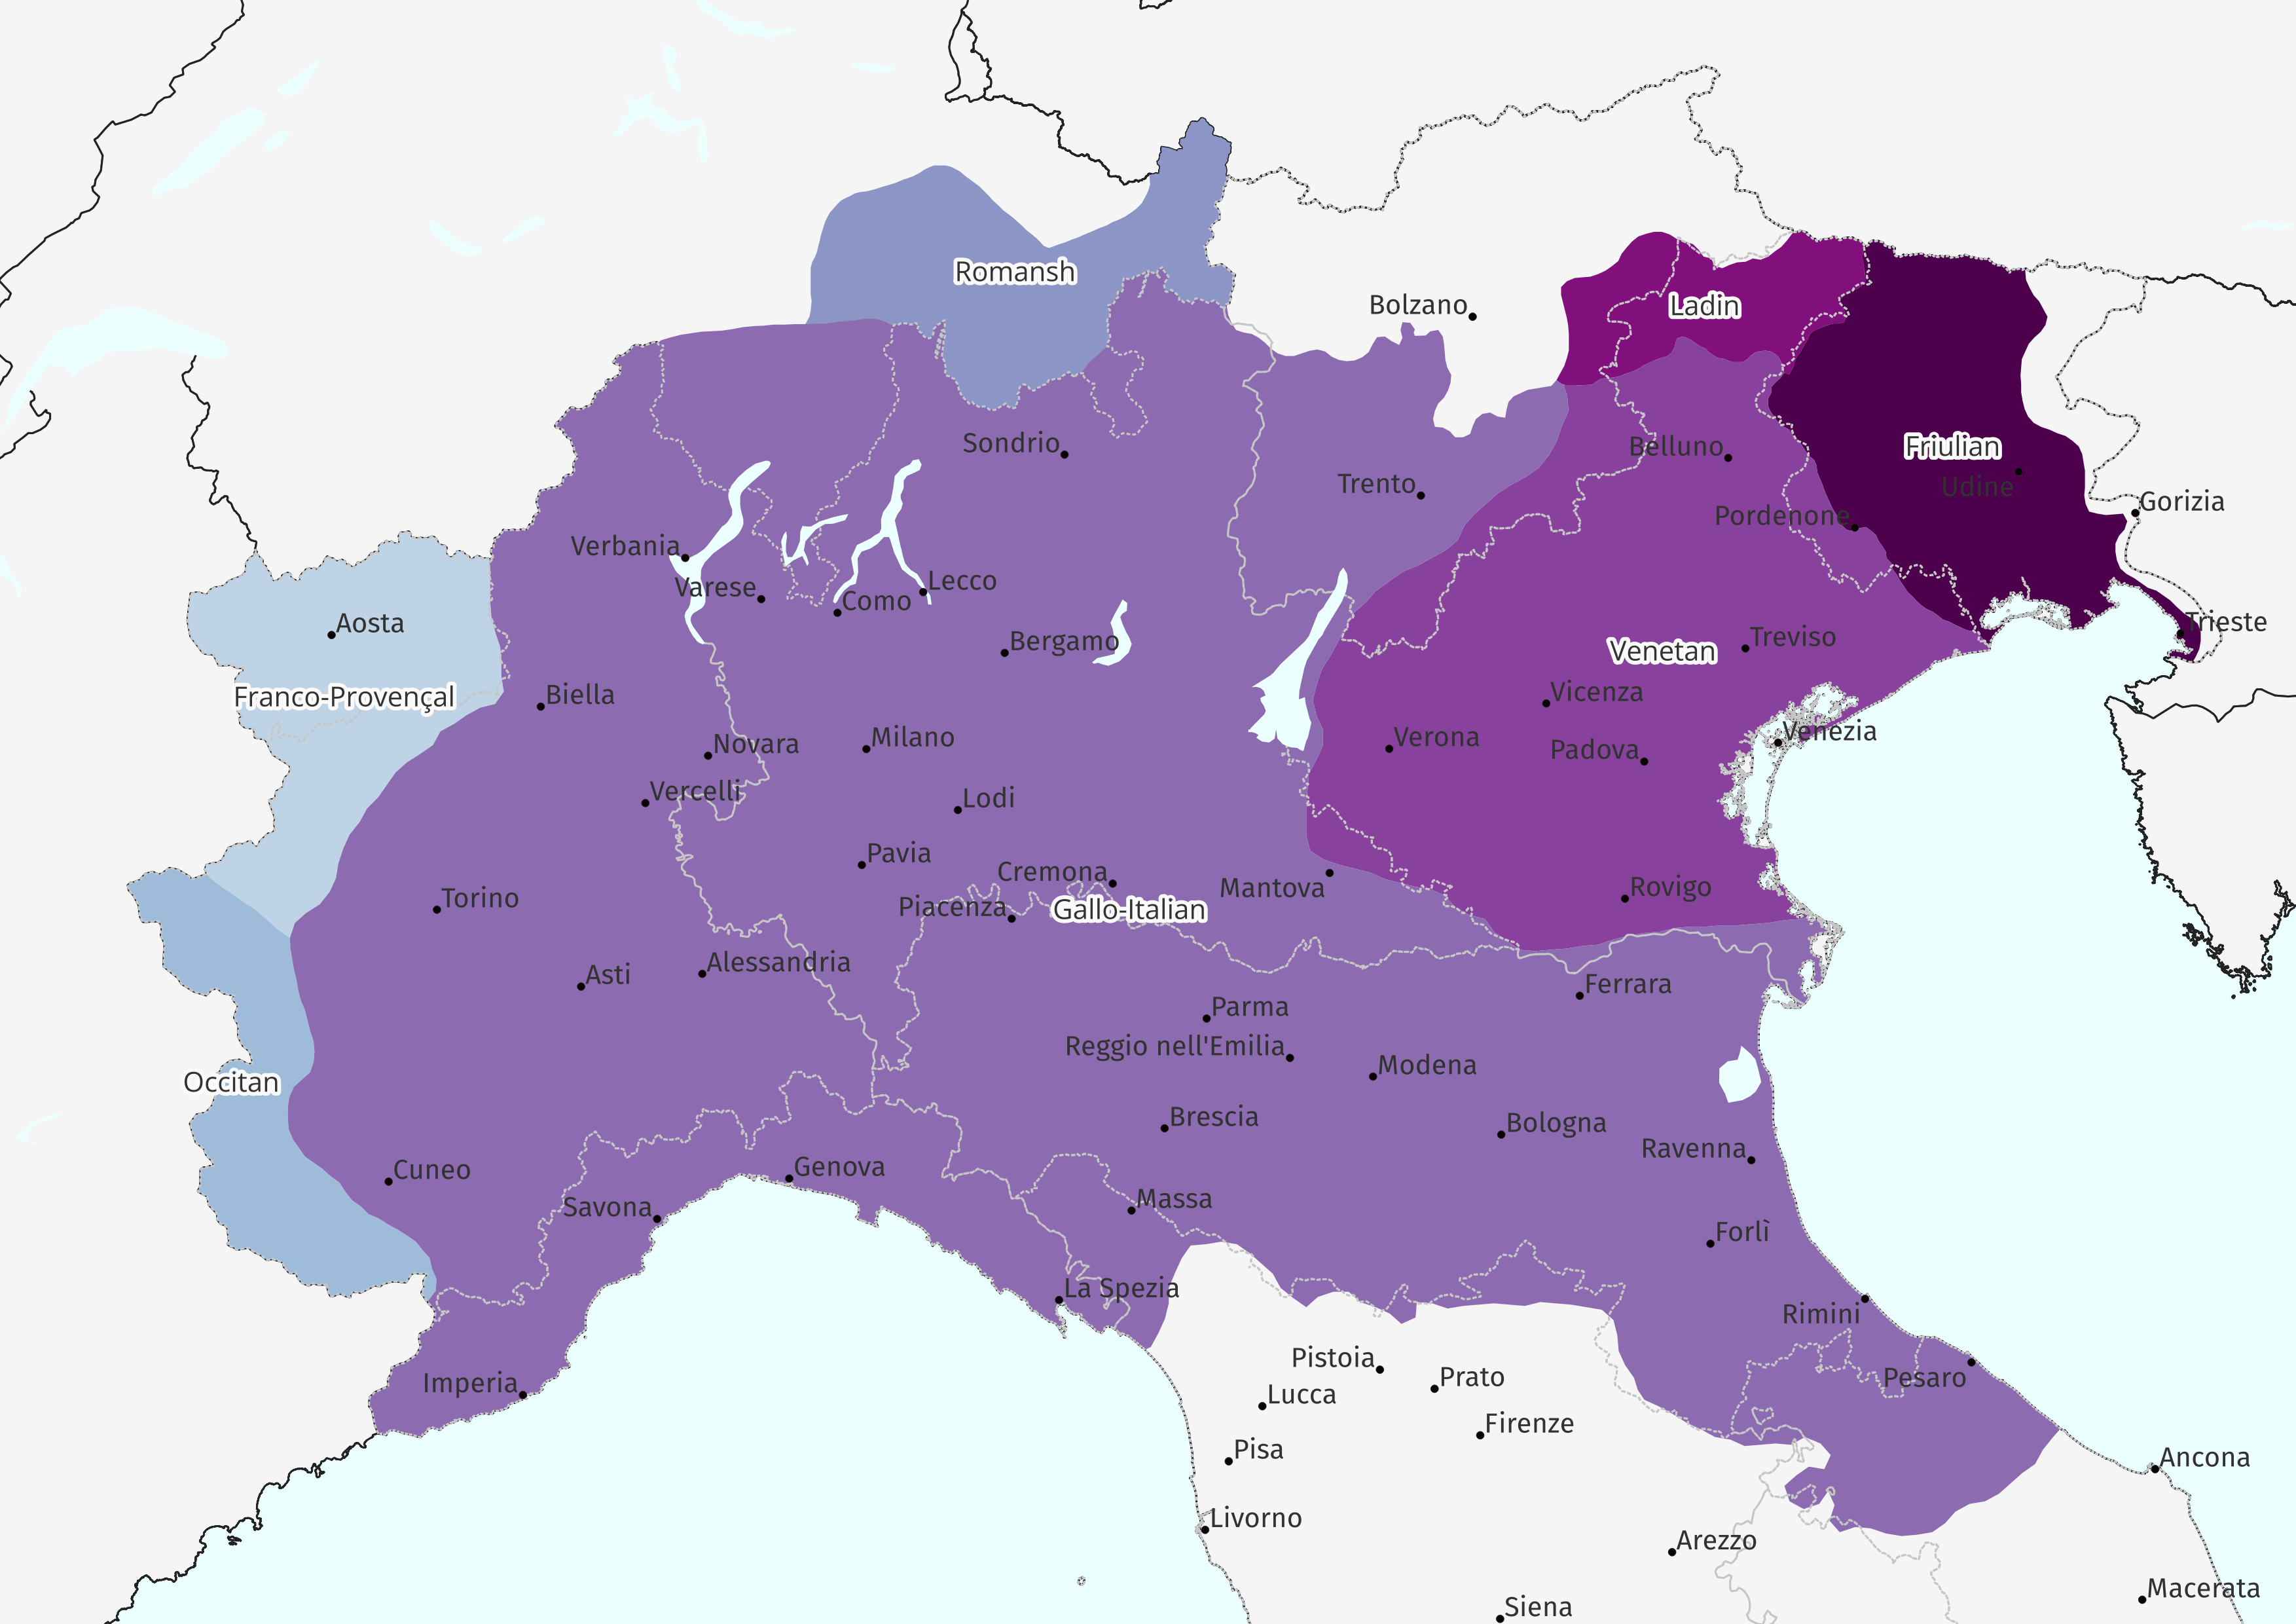 Romansh
Ladin
Bolzano
Sondrio
Belluno
Friulian
Trento
Udine
Gorizia
Pordenone
Verbania
Varese
Como
Lecco
Aosta
Bergamo
Venetan
Treviso
Trieste
Franco-Provençal
Biella
Vicenza
Novara
Milano
Verona
Padova
Venezia
Vercelli
Lodi
Pavia
Cremona
Mantova
Rovigo
Torino
Piacenza
Gallo-Italian
Asti
Alessandria
Ferrara
Parma
Reggio nell'Emilia
Modena
Occitan
Brescia
Bologna
Ravenna
Cuneo
Genova
Savona
Massa
Forlì
La Spezia
Rimini
Imperia
Pistoia
Prato
Pesaro
Lucca
Firenze
Pisa
Ancona
Livorno
Arezzo
Macerata
Siena